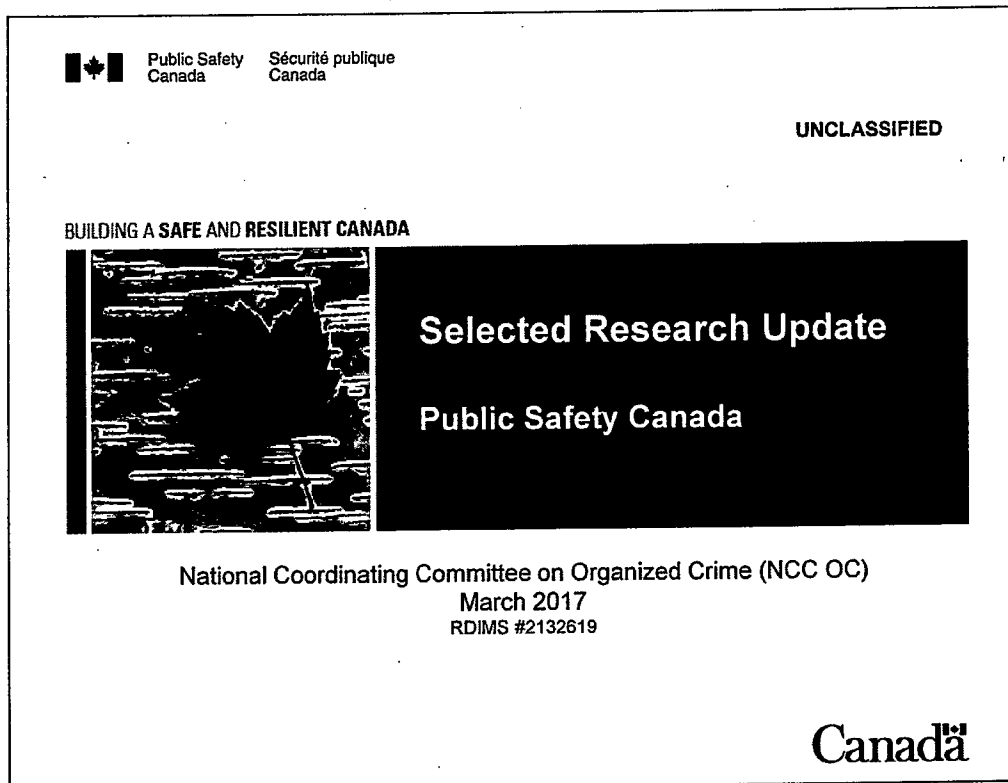 Public Safety Canada
Sécurité publique Canada
UNCLASSIFIED
BUILDING A SAFE AND RESILIENT CANADA
Selected Research Update
Public Safety Canada
National Coordinating Committee on Organized Crime (NCC OC)
March 2017
RDIMS #2132619
Canada